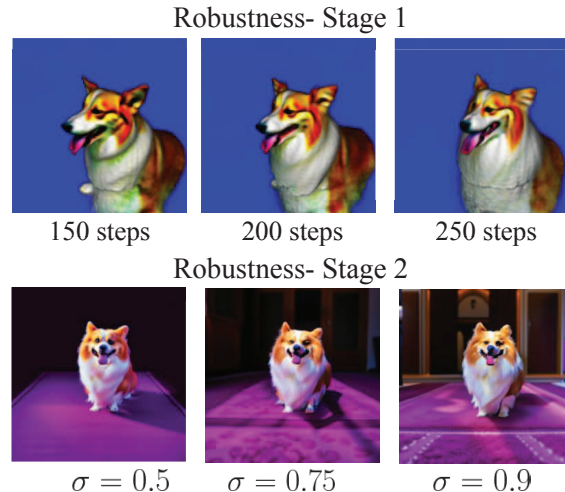 Robustness- Stage 1
150 steps 200 steps 250 steps
Robustness- Stage 2
σ = 0.5 σ = 0.75 σ = 0.9